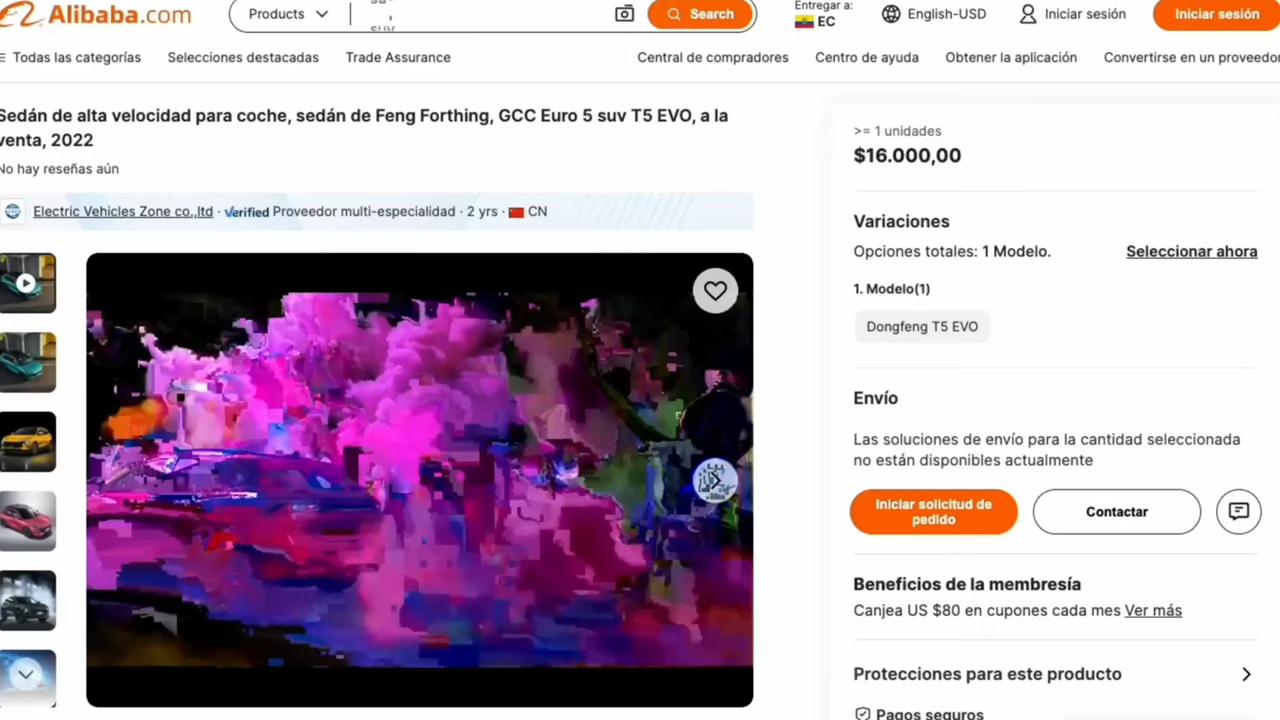 Alibaba.com
Products
Search
Entregar a:
EC
English-USD
Iniciar sesión
Iniciar sesión
Todas las categorías
Selecciones destacadas
Trade Assurance
Central de compradores
Centro de ayuda
Obtener la aplicación
Convertirse en un proveedor
Sedán de alta velocidad para coche, sedán de Feng Forthing, GCC Euro 5 suv T5 EVO, a la
venta, 2022
No hay reseñas aún
Electric Vehicles Zone co.,ltd · Verified Proveedor multi-especialidad · 2 yrs · CN
>= 1 unidades
$16.000,00
Variaciones
Opciones totales: 1 Modelo.
Seleccionar ahora
1. Modelo(1)
Dongfeng T5 EVO
Envío
Las soluciones de envío para la cantidad seleccionada
no están disponibles actualmente
Iniciar solicitud de
pedido
Contactar
Beneficios de la membresía
Canjea US $80 en cupones cada mes Ver más
Protecciones para este producto
Pagos seguros